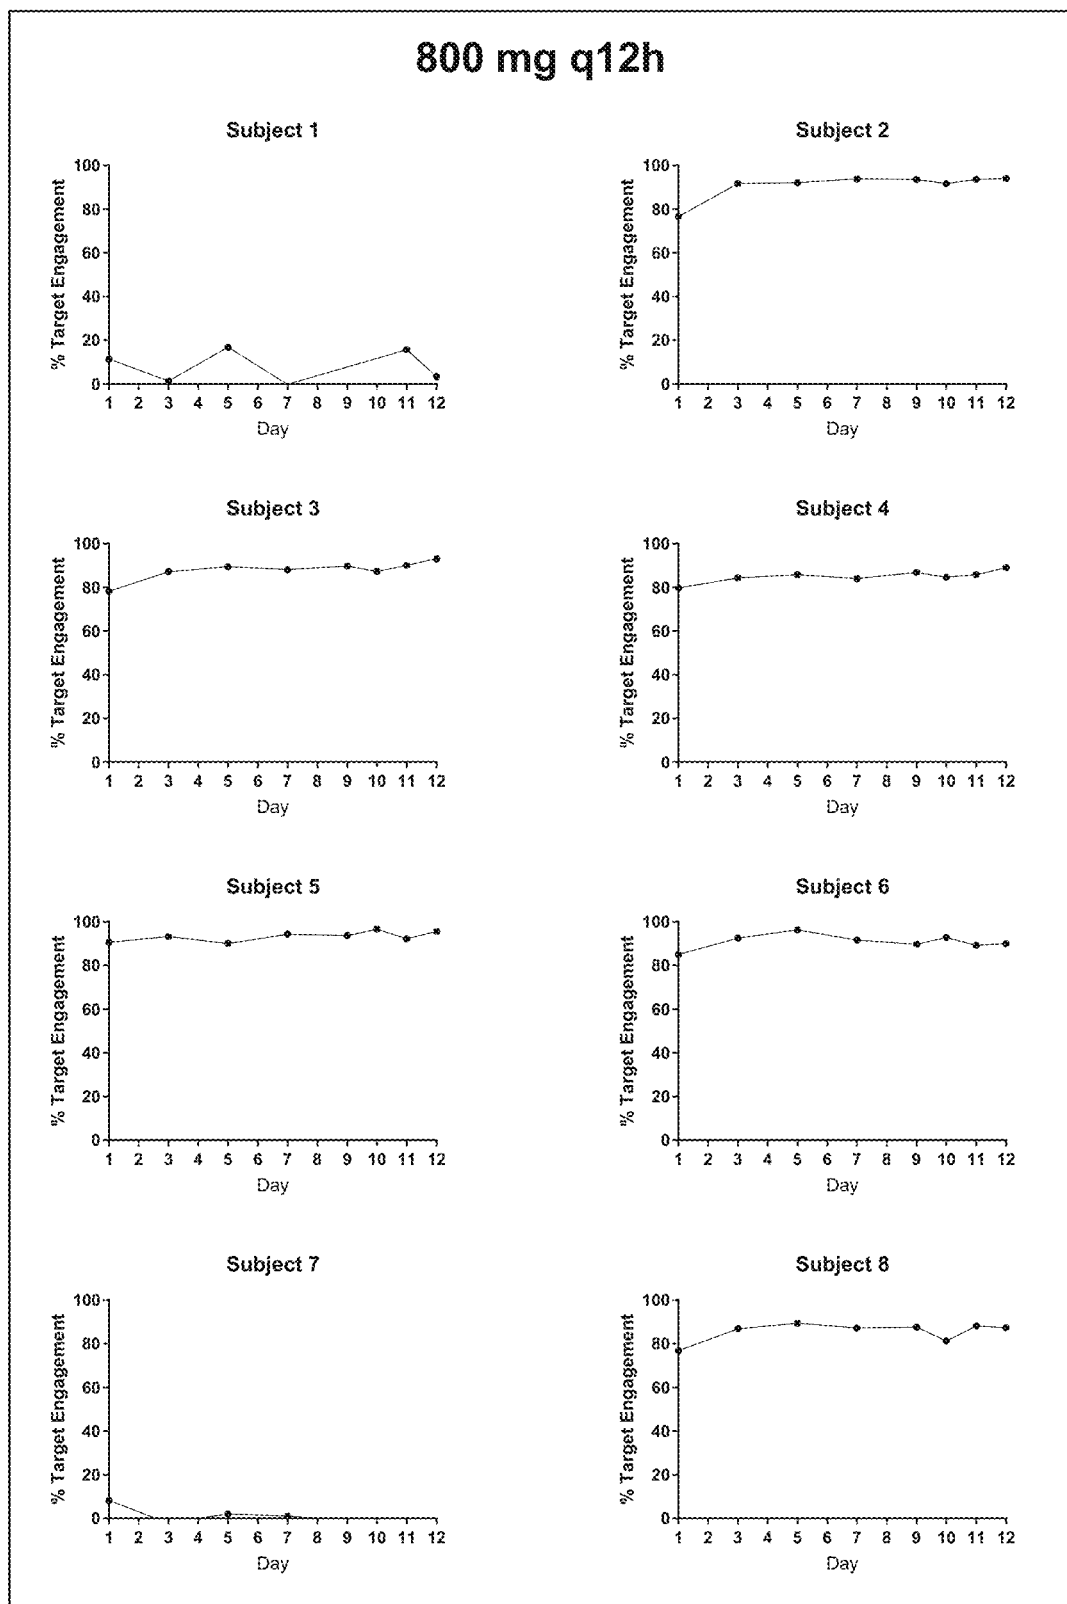 800 mg q12h
Subject 1
% Target Engagement
100
80
60
40
20
0
1 2 3 4 5 6 7 8 9 10 11 12
Day
Subject 2
% Target Engagement
100
80
60
40
20
0
1 2 3 4 5 6 7 8 9 10 11 12
Day
Subject 3
% Target Engagement
100
80
60
40
20
0
1 2 3 4 5 6 7 8 9 10 11 12
Day
Subject 4
% Target Engagement
100
80
60
40
20
0
1 2 3 4 5 6 7 8 9 10 11 12
Day
Subject 5
% Target Engagement
100
80
60
40
20
0
1 2 3 4 5 6 7 8 9 10 11 12
Day
Subject 6
% Target Engagement
100
80
60
40
20
0
1 2 3 4 5 6 7 8 9 10 11 12
Day
Subject 7
% Target Engagement
100
80
60
40
20
0
1 2 3 4 5 6 7 8 9 10 11 12
Day
Subject 8
% Target Engagement
100
80
60
40
20
0
1 2 3 4 5 6 7 8 9 10 11 12
Day